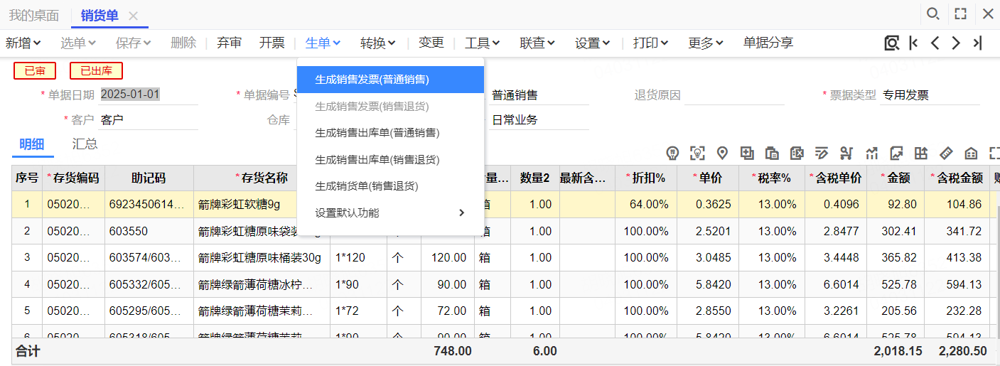 我的桌面 销货单
新增 选单 保存 删除 弃审 开票 生单 转换 变更 工具 联查 设置 打印 更多 单据分享
已审 已出库
* 单据日期 2025-01-01 * 单据编号 普通销售 退货原因 * 票据类型 专用发票
* 客户 客户 仓库 日常业务
生成销售发票(普通销售)
生成销售发票(销售退货)
生成销售出库单(普通销售)
生成销售出库单(销售退货)
生成销货单(销售退货)
设置默认功能
明细 汇总
序号 * 存货编码 助记码 * 存货名称 量... 数量2 最新含... * 折扣% * 单价 * 税率% * 含税单价 * 金额 * 含税金额
1 05020... 6923450614... 箭牌彩虹软糖9g 箱 1.00 64.00% 0.3625 13.00% 0.4096 92.80 104.86
2 05020... 603550 箭牌彩虹糖原味袋装 箱 1.00 100.00% 2.5201 13.00% 2.8477 302.41 341.72
3 05020... 603574/603... 箭牌彩虹糖原味桶装30g 1*120 个 120.00 箱 1.00 100.00% 3.0485 13.00% 3.4448 365.82 413.38
4 05020... 605332/605... 箭牌绿箭薄荷糖冰柠... 1*90 个 90.00 箱 1.00 100.00% 5.8420 13.00% 6.6014 525.78 594.13
5 05020... 605295/605... 箭牌绿箭薄荷糖茉莉... 1*72 个 72.00 箱 1.00 100.00% 2.8550 13.00% 3.2261 205.56 232.28
6 05020... 605318/605... 箭牌绿箭薄荷糖茉莉... 1*90 个 90.00 箱 1.00 100.00% 5.8420 13.00% 6.6014 525.78 594.13
合计 748.00 6.00 2,018.15 2,280.50